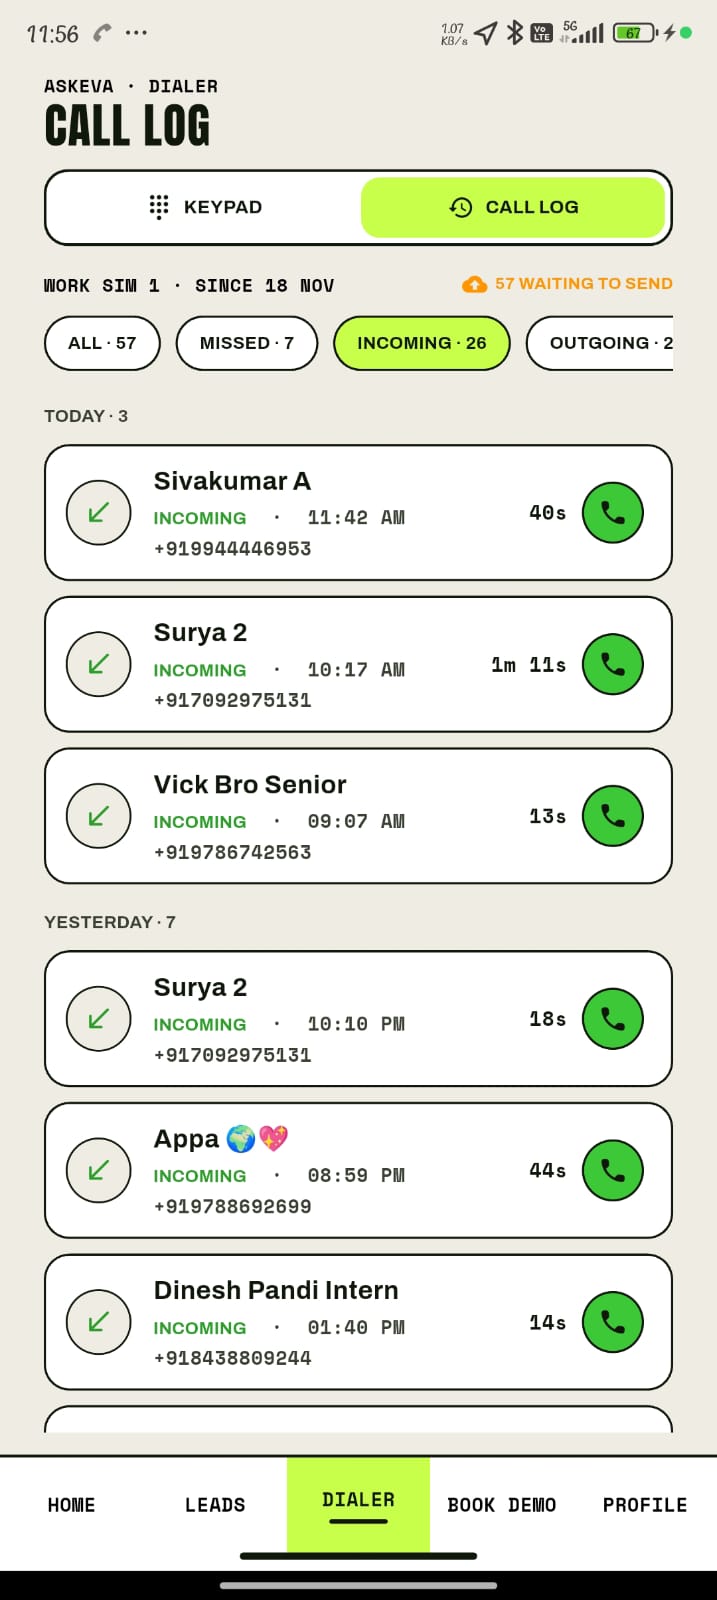 11:56
1.07 KB/s
Vo LTE
5G
67
ASKEVA · DIALER
CALL LOG
KEYPAD
CALL LOG
WORK SIM 1 · SINCE 18 NOV
57 WAITING TO SEND
ALL · 57
MISSED · 7
INCOMING · 26
OUTGOING · 2
TODAY · 3
Sivakumar A
INCOMING · 11:42 AM
40s
+919944446953
Surya 2
INCOMING · 10:17 AM
1m 11s
+917092975131
Vick Bro Senior
INCOMING · 09:07 AM
13s
+919786742563
YESTERDAY · 7
Surya 2
INCOMING · 10:10 PM
18s
+917092975131
Appa 🌍💖
INCOMING · 08:59 PM
44s
+919788692699
Dinesh Pandi Intern
INCOMING · 01:40 PM
14s
+918438809244
HOME
LEADS
DIALER
BOOK DEMO
PROFILE